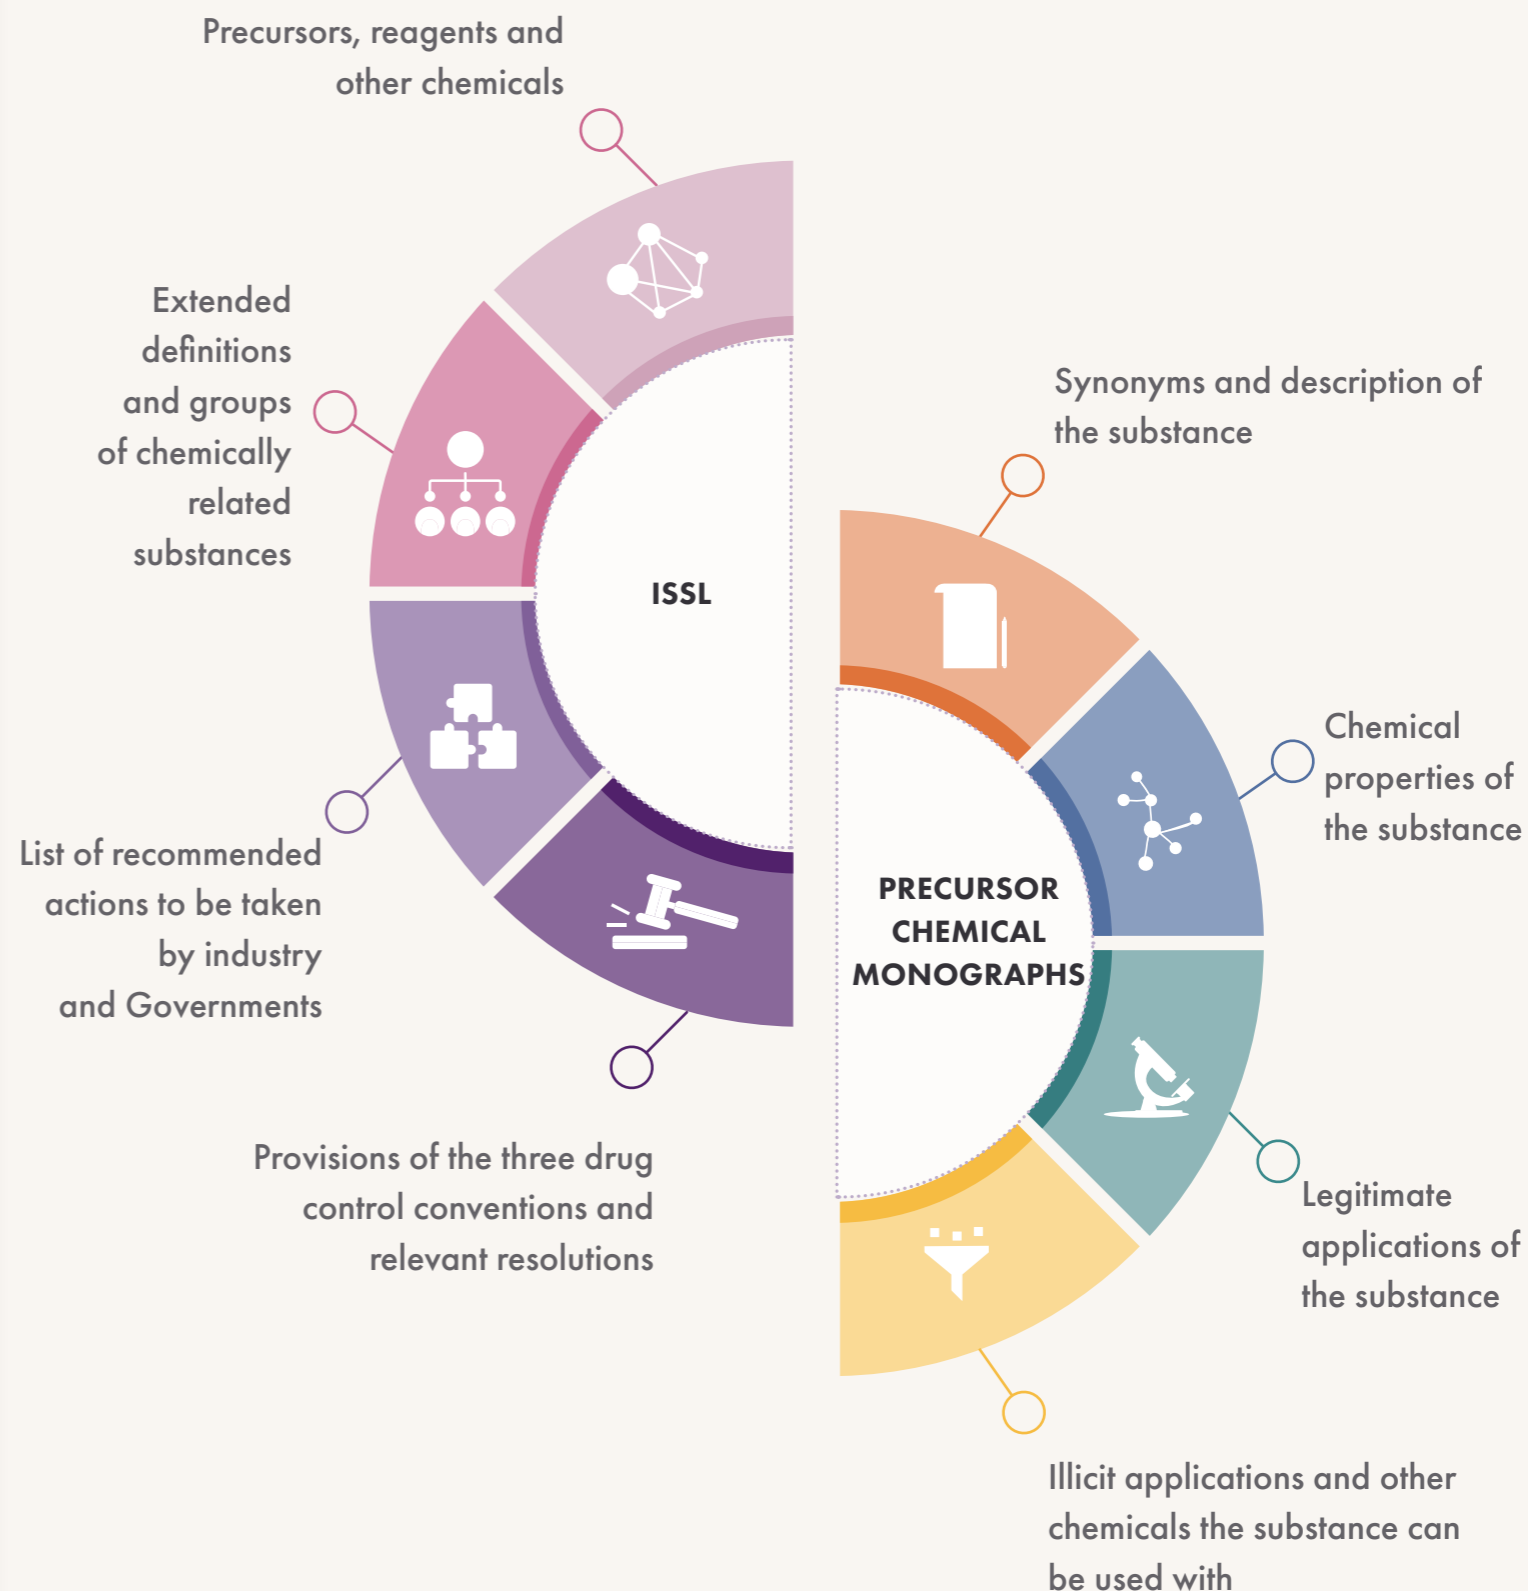 Precursors, reagents and
other chemicals
Extended
definitions
and groups
of chemically
related
substances
ISSL
List of recommended
actions to be taken
by industry
and Governments
Provisions of the three drug
control conventions and
relevant resolutions
Synonyms and description of
the substance
Chemical
properties of
the substance
PRECURSOR
CHEMICAL
MONOGRAPHS
Legitimate
applications of
the substance
Illicit applications and other
chemicals the substance can
be used with